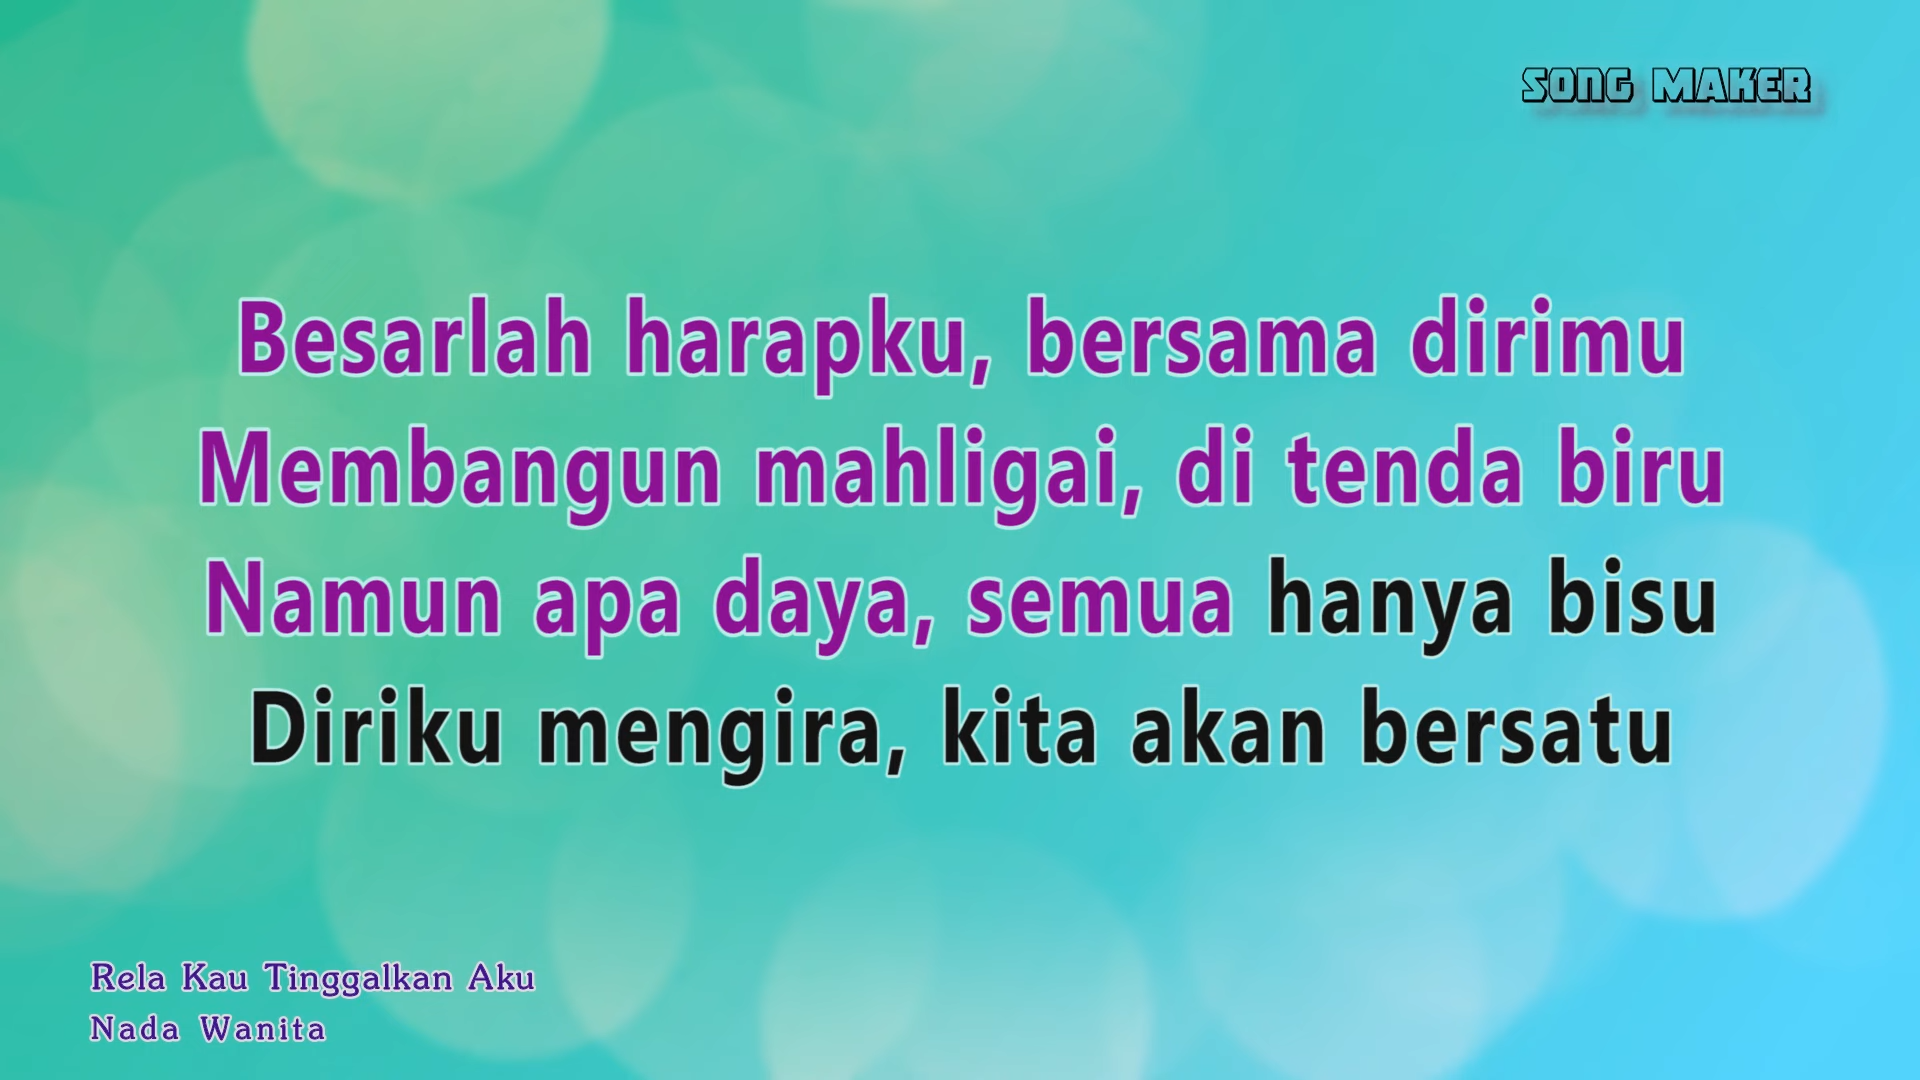 SONG MAKER
Besarlah harapku, bersama dirimu
Membangun mahligai, di tenda biru
Namun apa daya, semua hanya bisu
Diriku mengira, kita akan bersatu
Rela Kau Tinggalkan Aku
Nada Wanita